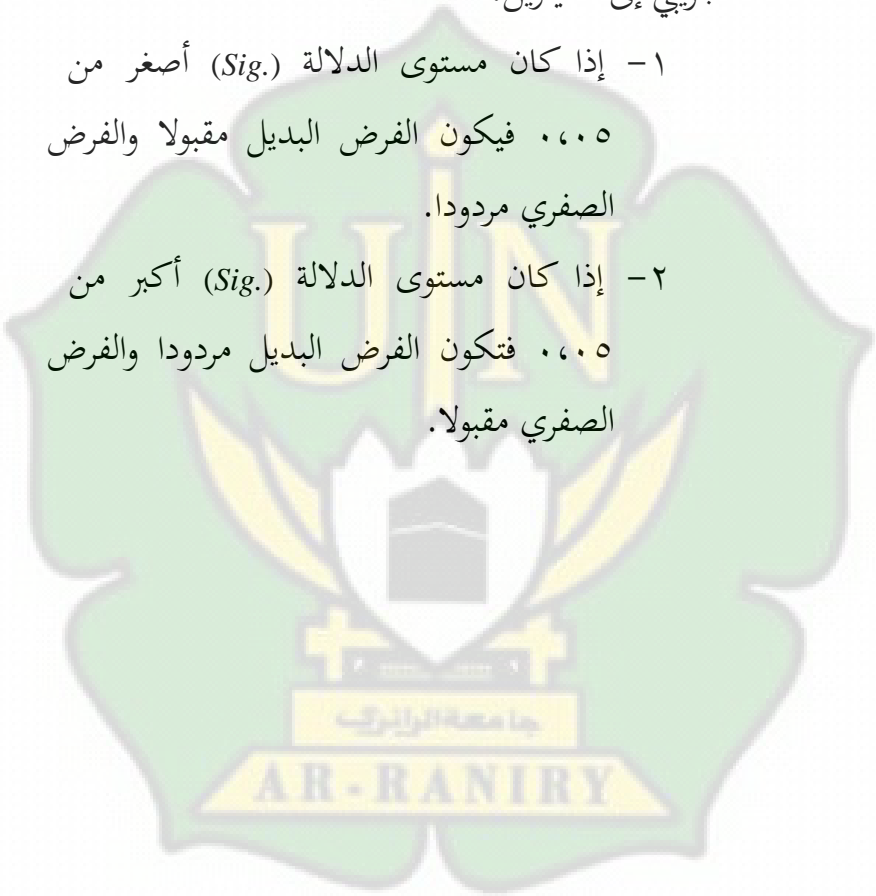 إلى
١- إذا كان مستوى الدلالة (Sig.) أصغر من
٠،٠٥ فيكون الفرض البديل مقبولا والفرض
الصفري مردودا.
٢- إذا كان مستوى الدلالة (Sig.) أكبر من
٠،٠٥ فتكون الفرض البديل مردودا والفرض
الصفري مقبولا.
UIN
جامعة الرانري
AR-RANIRY